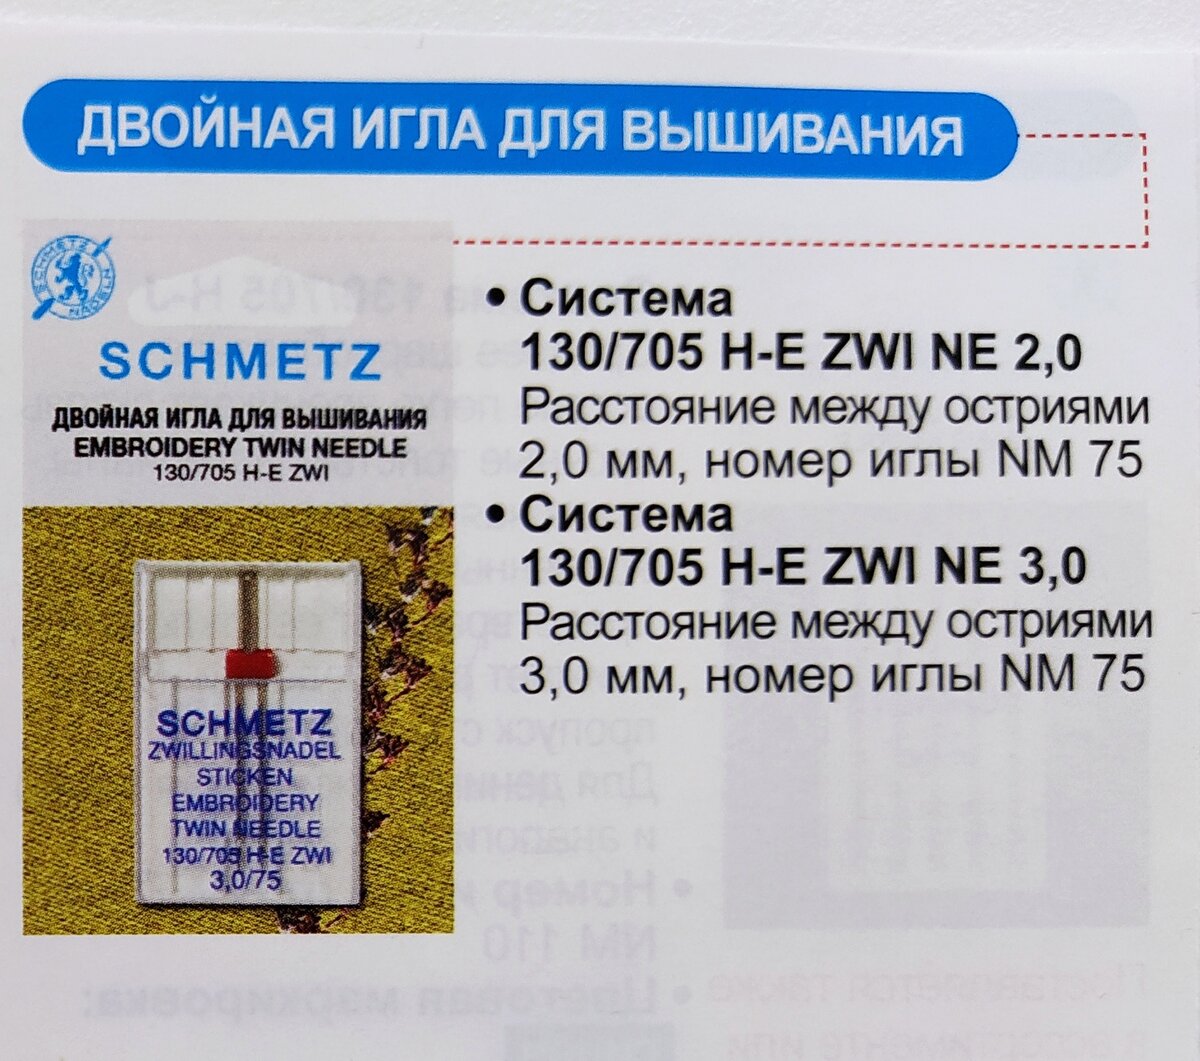 ДВОЙНАЯ ИГЛА ДЛЯ ВЫШИВАНИЯ
SCHMETZ
NADELN
SCHMETZ
ДВОЙНАЯ ИГЛА ДЛЯ ВЫШИВАНИЯ
EMBROIDERY TWIN NEEDLE
130/705 H-E ZWI
SCHMETZ
ZWILLINGSNADEL
STICKEN
EMBROIDERY
TWIN NEEDLE
130/705 H-E ZWI
3,0/75
• Система
130/705 H-E ZWI NE 2,0
Расстояние между остриями
2,0 мм, номер иглы NM 75
• Система
130/705 H-E ZWI NE 3,0
Расстояние между остриями
3,0 мм, номер иглы NM 75